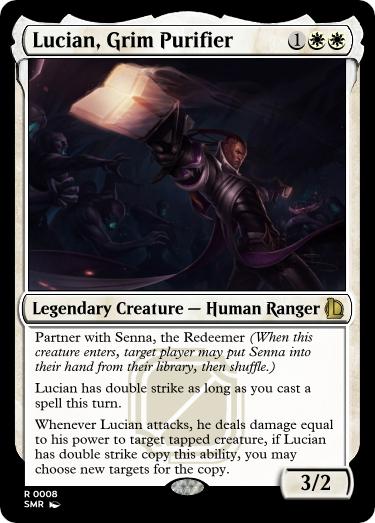 Lucian, Grim Purifier 1
Legendary Creature — Human Ranger
Partner with Senna, the Redeemer (When this
creature enters, target player may put Senna into
their hand from their library, then shuffle.)
Lucian has double strike as long as you cast a
spell this turn.
Whenever Lucian attacks, he deals damage equal
to his power to target tapped creature, if Lucian
has double strike copy this ability, you may
choose new targets for the copy.
3/2
R 0008
SMR